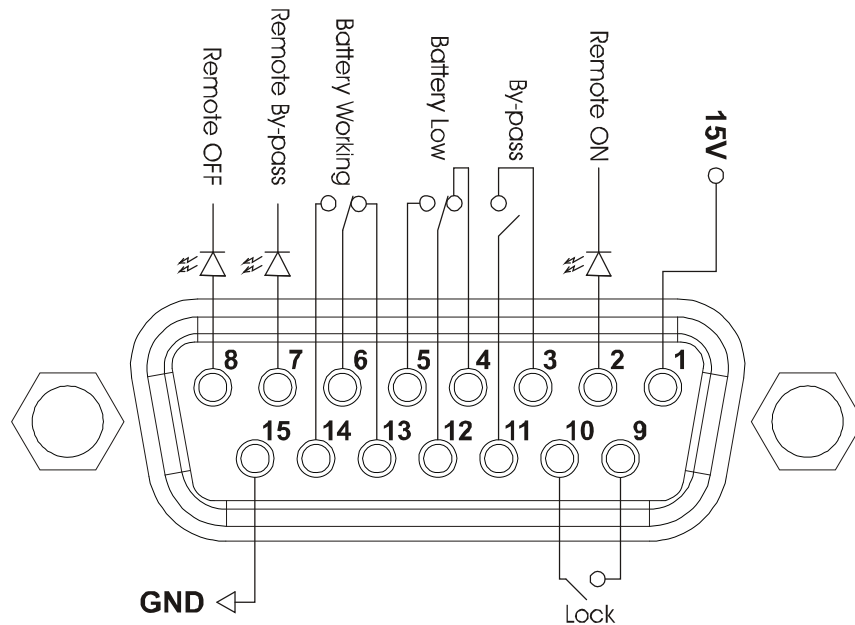 Remote OFF
Remote By-pass
Battery Working
Battery Low
By-pass
Remote ON
15V
8
7
6
5
4
3
2
1
15
14
13
12
11
10
9
GND
Lock